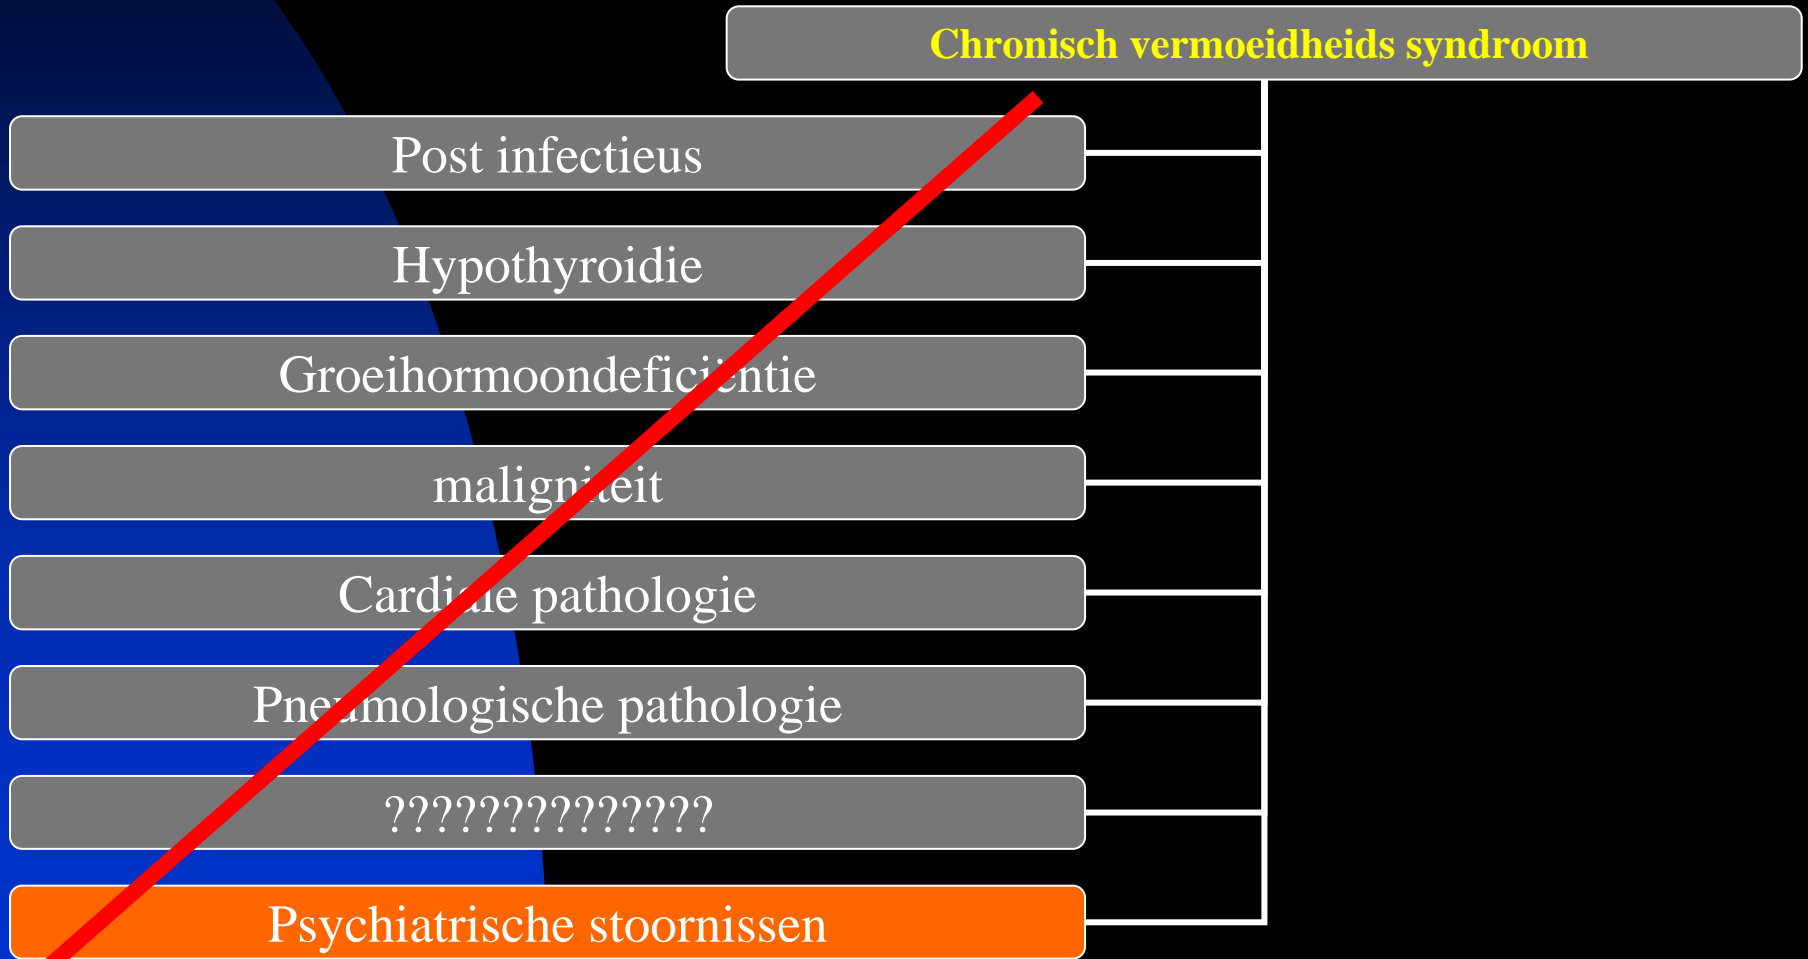 Chronisch vermoeidheids syndroom
Post infectieus
Hypothyroidie
Groeihormoondeficiëntie
maligniteit
Cardiale pathologie
Pneumologische pathologie
??????????????
Psychiatrische stoornissen